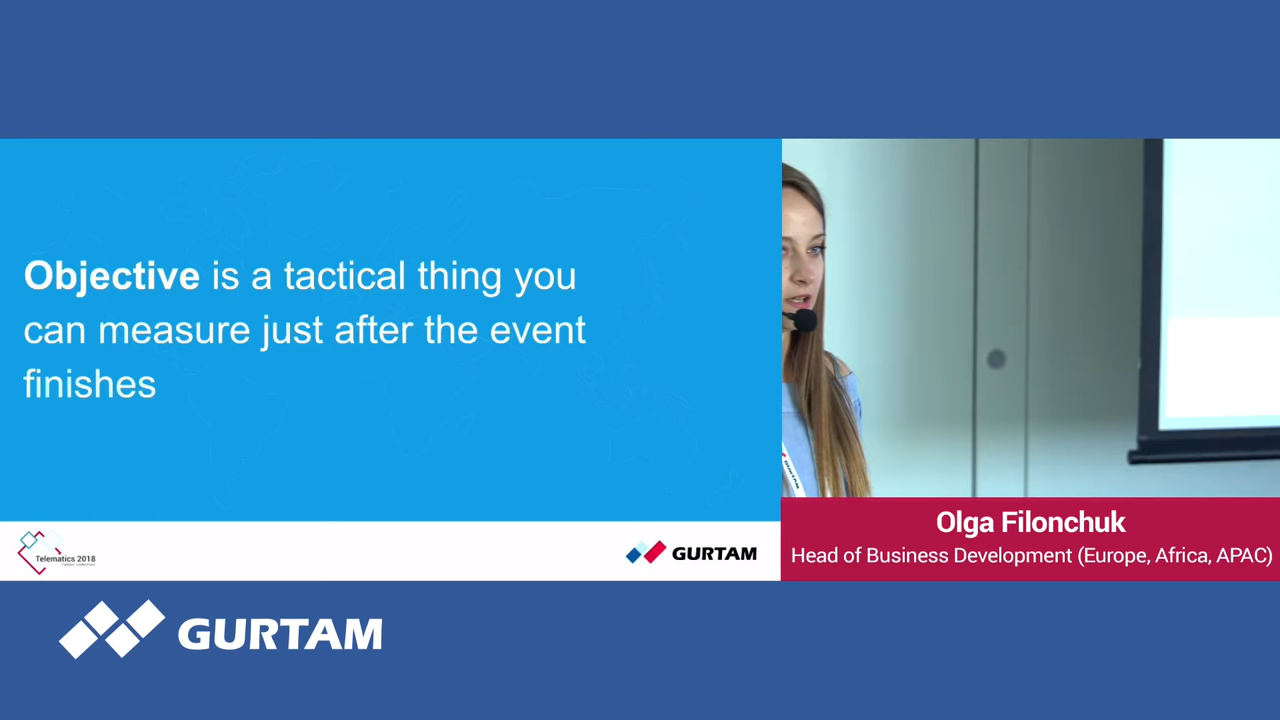 Objective is a tactical thing you
can measure just after the event
finishes
Telematics 2018
GURTAM
Olga Filonchuk
Head of Business Development (Europe, Africa, APAC)
GURTAM